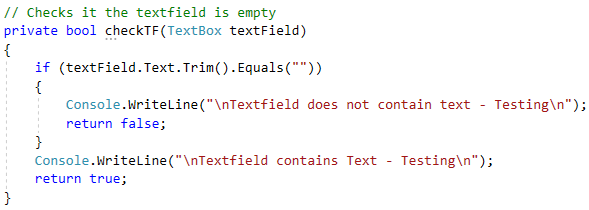 // Checks it the textfield is empty
private bool checkTF(TextBox textField)
{
    if (textField.Text.Trim().Equals(""))
    {
        Console.WriteLine("\nTextfield does not contain text - Testing\n");
        return false;
    }
    Console.WriteLine("\nTextfield contains Text - Testing\n");
    return true;
}